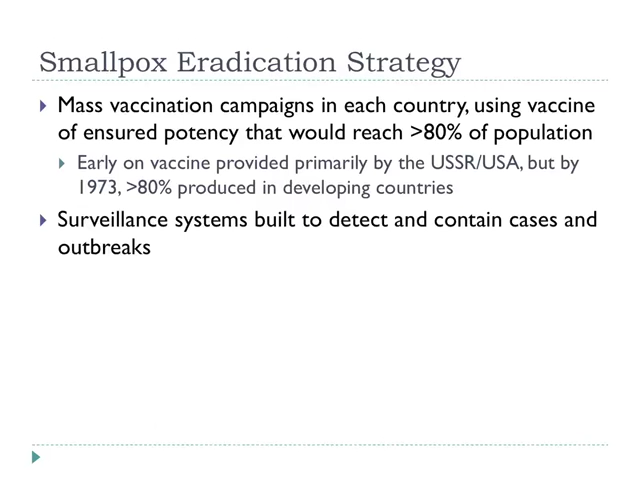 Smallpox Eradication Strategy
Mass vaccination campaigns in each country, using vaccine
of ensured potency that would reach >80% of population
Early on vaccine provided primarily by the USSR/USA, but by
1973, >80% produced in developing countries
Surveillance systems built to detect and contain cases and
outbreaks